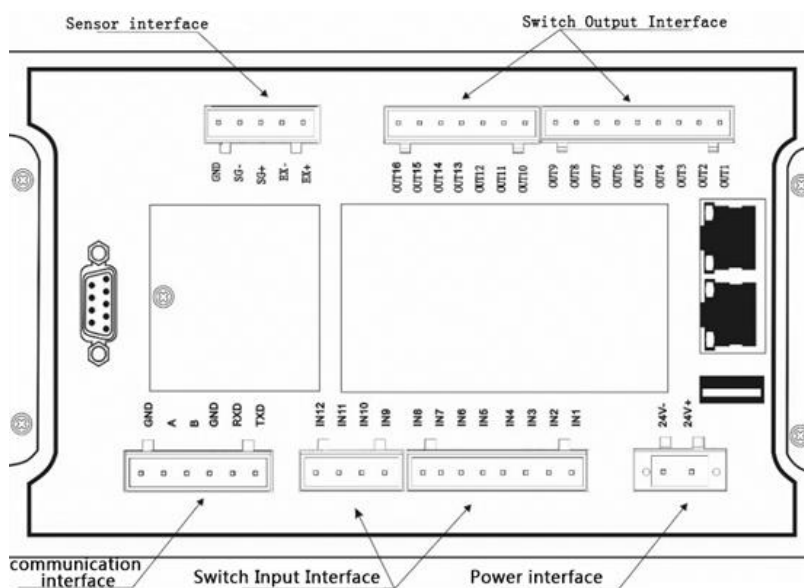 Sensor interface
Switch Output Interface
GND
SG-
SG+
EX-
EX+
OUT16
OUT15
OUT14
OUT13
OUT12
OUT11
OUT10
OUT9
OUT8
OUT7
OUT6
OUT5
OUT4
OUT3
OUT2
OUT1
GND
A
B
GND
RXD
TXD
IN12
IN11
IN10
IN9
IN8
IN7
IN6
IN5
IN4
IN3
IN2
IN1
24V-
24V+
communication
interface
Switch Input Interface
Power interface